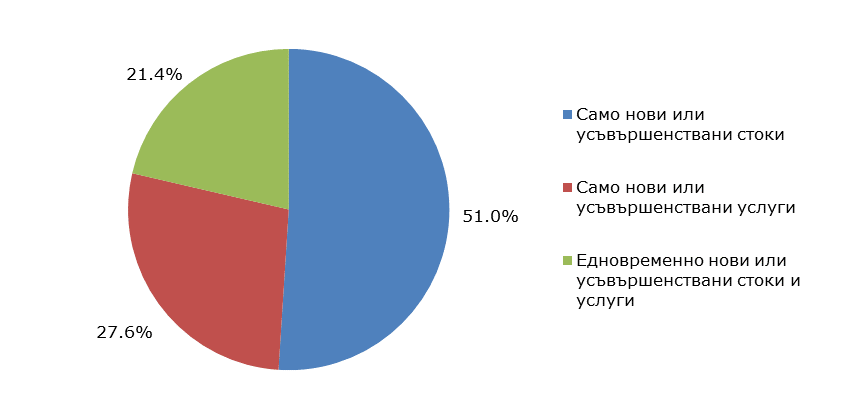 21.4%
51.0%
27.6%
Само нови или
усъвършенствани стоки
Само нови или
усъвършенствани услуги
Едновременно нови или
усъвършенствани стоки и
услуги